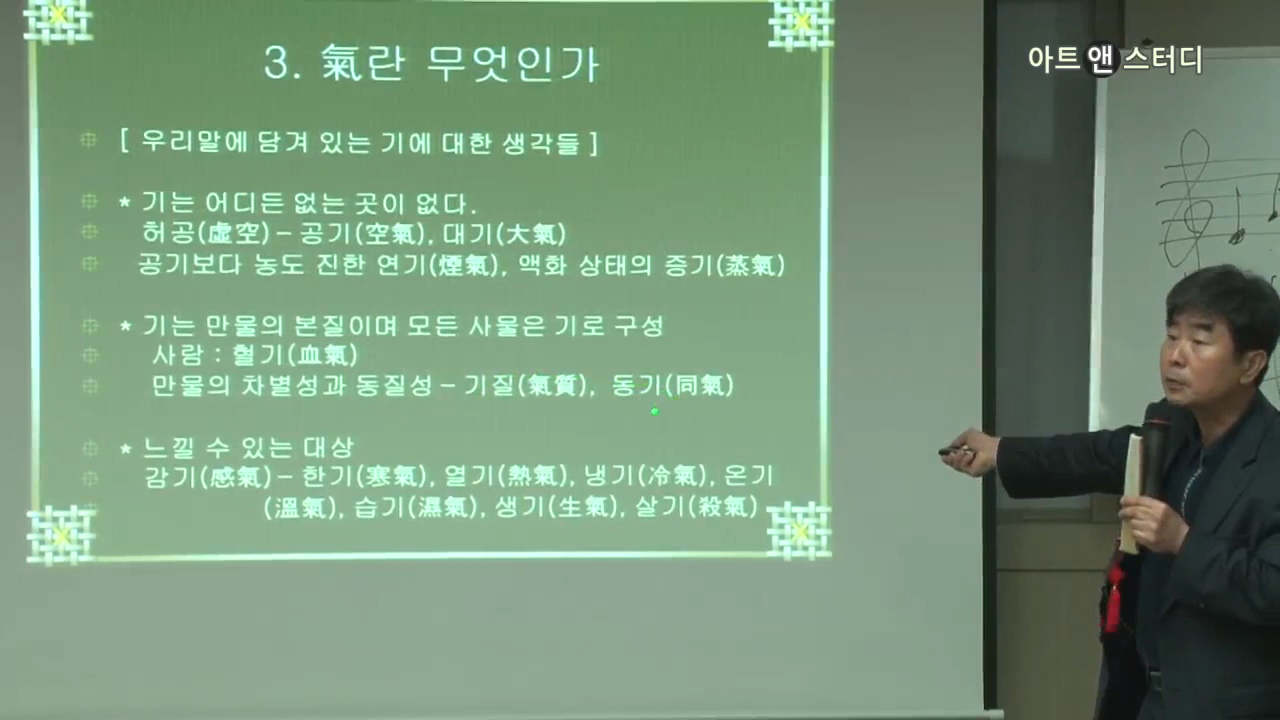 3. 氣란 무엇인가
아트앤스터디
[ 우리말에 담겨 있는 기에 대한 생각들 ]
* 기는 어디든 없는 곳이 없다.
허공(虛空) – 공기(空氣), 대기(大氣)
공기보다 농도 진한 연기(煙氣), 액화 상태의 증기(蒸氣)
* 기는 만물의 본질이며 모든 사물은 기로 구성
사람 : 혈기(血氣)
만물의 차별성과 동질성 – 기질(氣質), 동기(同氣)
* 느낄 수 있는 대상
감기(感氣) – 한기(寒氣), 열기(熱氣), 냉기(冷氣), 온기
(溫氣), 습기(濕氣), 생기(生氣), 살기(殺氣)